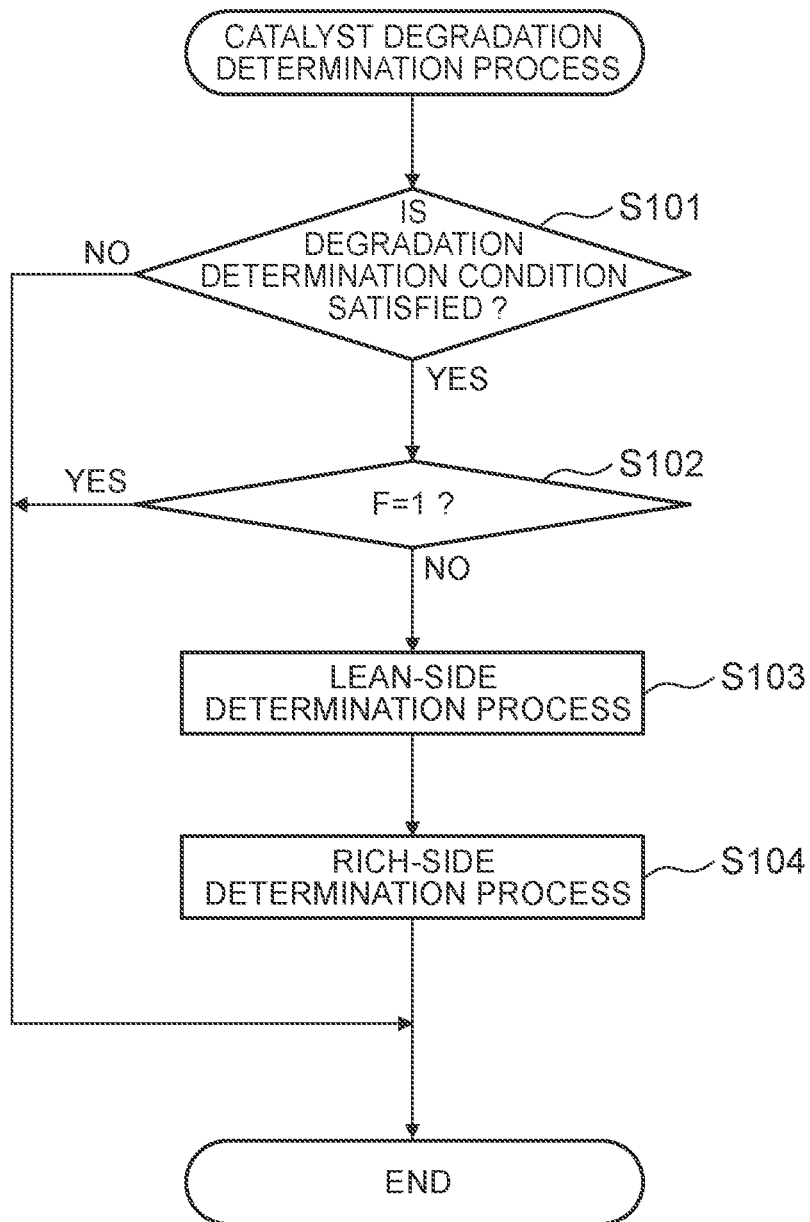 CATALYST DEGRADATION
DETERMINATION PROCESS
IS
DEGRADATION
DETERMINATION CONDITION
SATISFIED ?
S101
NO
YES
F=1 ?
S102
YES
NO
LEAN-SIDE
DETERMINATION PROCESS
S103
RICH-SIDE
DETERMINATION PROCESS
S104
END